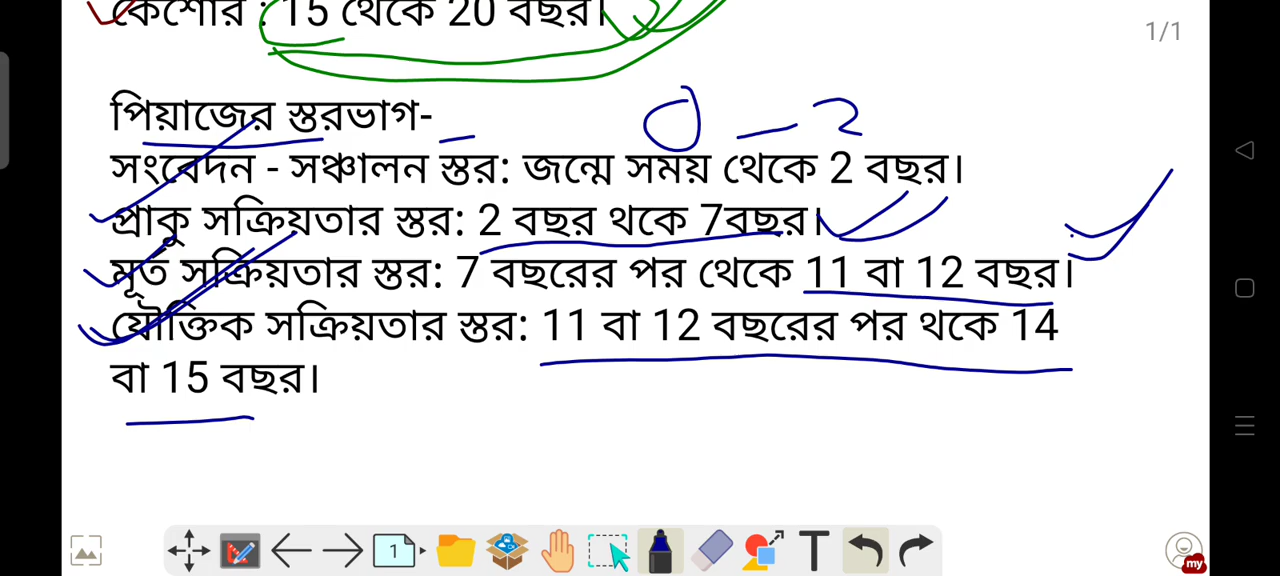 কৈশোর : 15 থেকে 20 বছর।
1/1
পিয়াজের স্তরভাগ-
0 - 2
সংবেদন - সঞ্চালন স্তর: জন্মে সময় থেকে 2 বছর।
প্রাকু সক্রিয়তার স্তর: 2 বছর থকে 7বছর।
মূর্ত সক্রিয়তার স্তর: 7 বছরের পর থেকে 11 বা 12 বছর।
যৌক্তিক সক্রিয়তার স্তর: 11 বা 12 বছরের পর থকে 14
বা 15 বছর।
1
T
my